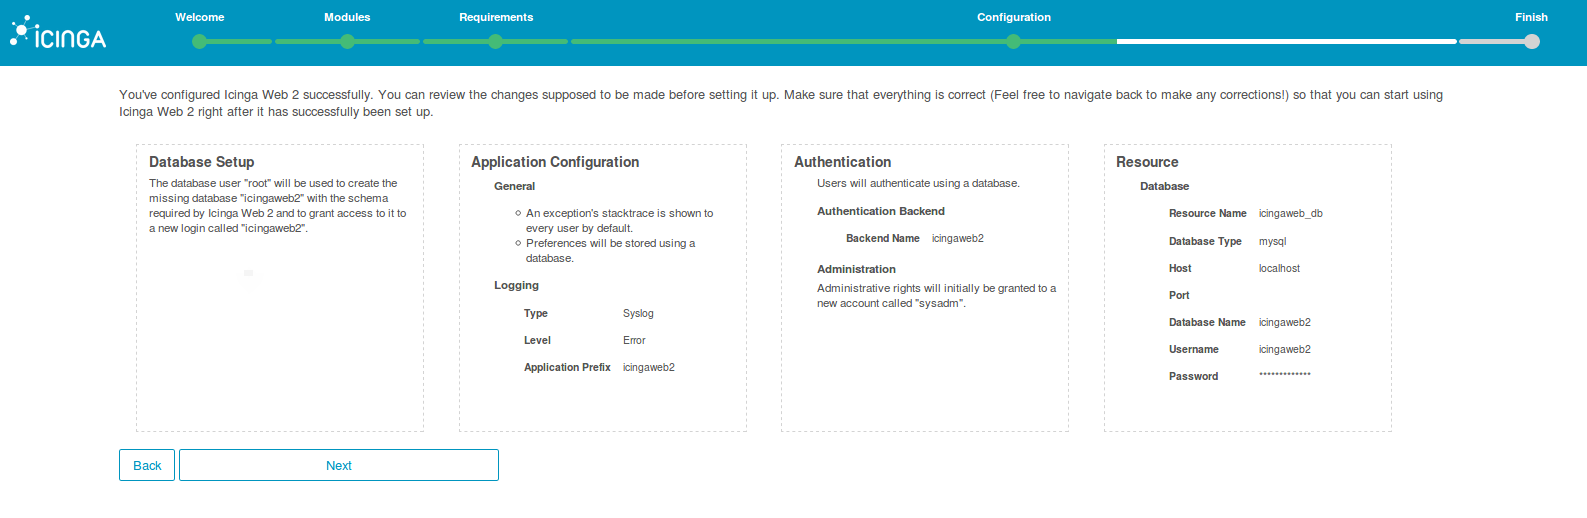 ICINGA
Welcome
Modules
Requirements
Configuration
Finish
You've configured Icinga Web 2 successfully. You can review the changes supposed to be made before setting it up. Make sure that everything is correct (Feel free to navigate back to make any corrections!) so that you can start using
Icinga Web 2 right after it has successfully been set up.
Database Setup
The database user "root" will be used to create the
missing database "icingaweb2" with the schema
required by Icinga Web 2 and to grant access to it to
a new login called "icingaweb2".
Application Configuration
General
An exception's stacktrace is shown to
every user by default.
Preferences will be stored using a
database.
Logging
Type Syslog
Level Error
Application Prefix icingaweb2
Authentication
Users will authenticate using a database.
Authentication Backend
Backend Name icingaweb2
Administration
Administrative rights will initially be granted to a
new account called "sysadm".
Resource
Database
Resource Name icingaweb_db
Database Type mysql
Host localhost
Port
Database Name icingaweb2
Username icingaweb2
Password *************
Back
Next